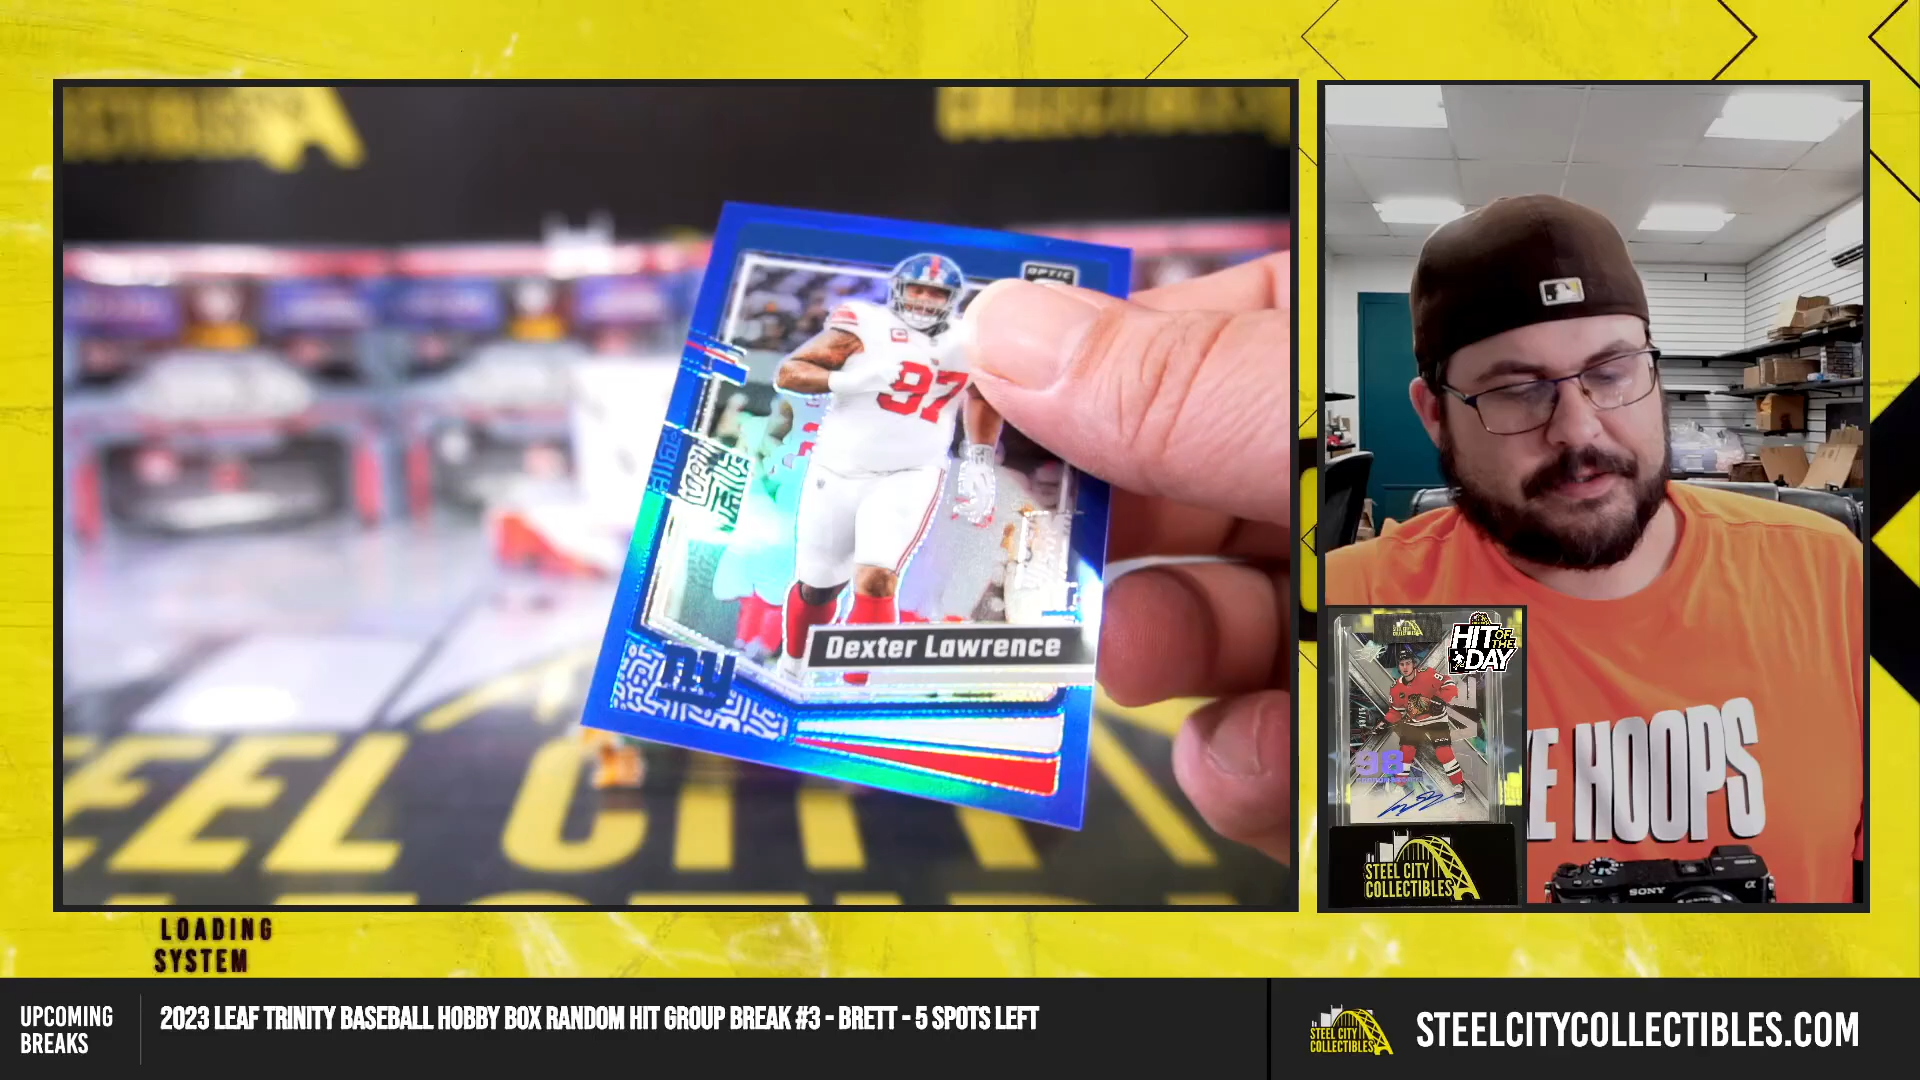 OPTIC
97
Dexter Lawrence
ny
EEL CITY
HIT OF
THE
DAY
98
STEEL CITY
COLLECTIBLES
E HOOPS
SONY
α
LOADING
SYSTEM
UPCOMING
BREAKS
2023 LEAF TRINITY BASEBALL HOBBY BOX RANDOM HIT GROUP BREAK #3 - BRETT - 5 SPOTS LEFT
STEEL CITY
COLLECTIBLES
STEELCITYCOLLECTIBLES.COM